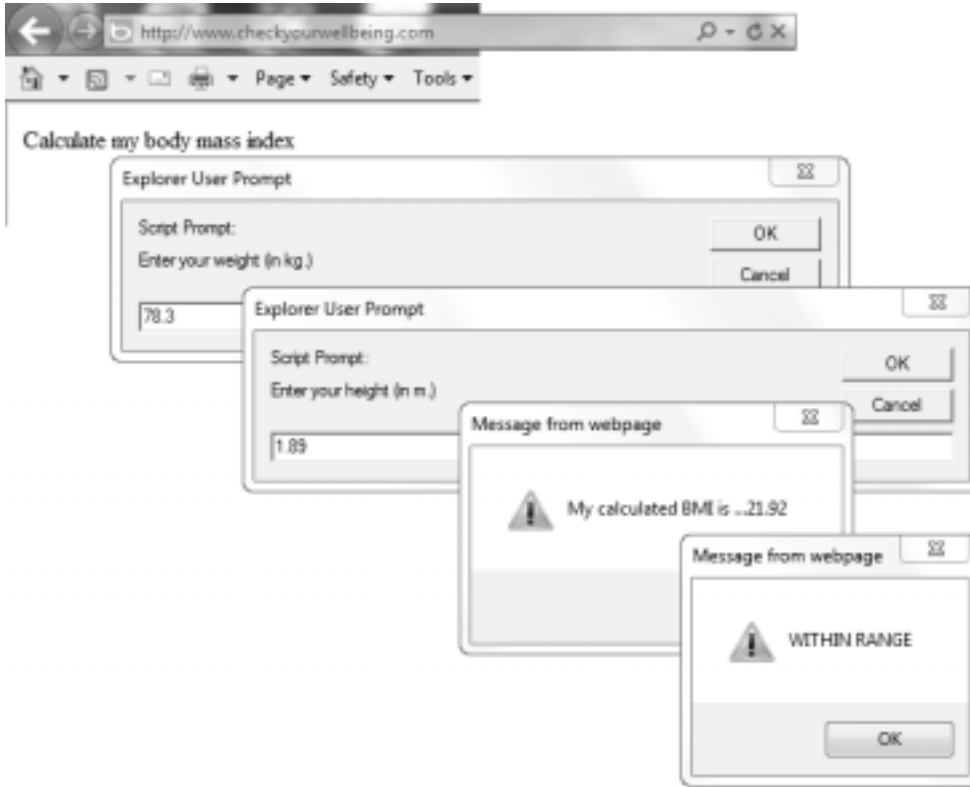 http://www.checkyourwellbeing.com
Page Safety Tools
Calculate my body mass index
Explorer User Prompt
Script Prompt:
OK
Enter your weight (in kg.)
Cancel
78.3
Explorer User Prompt
Script Prompt:
OK
Enter your height (in m.)
Cancel
1.89
Message from webpage
My calculated BMI is ...21.92
Message from webpage
WITHIN RANGE
OK